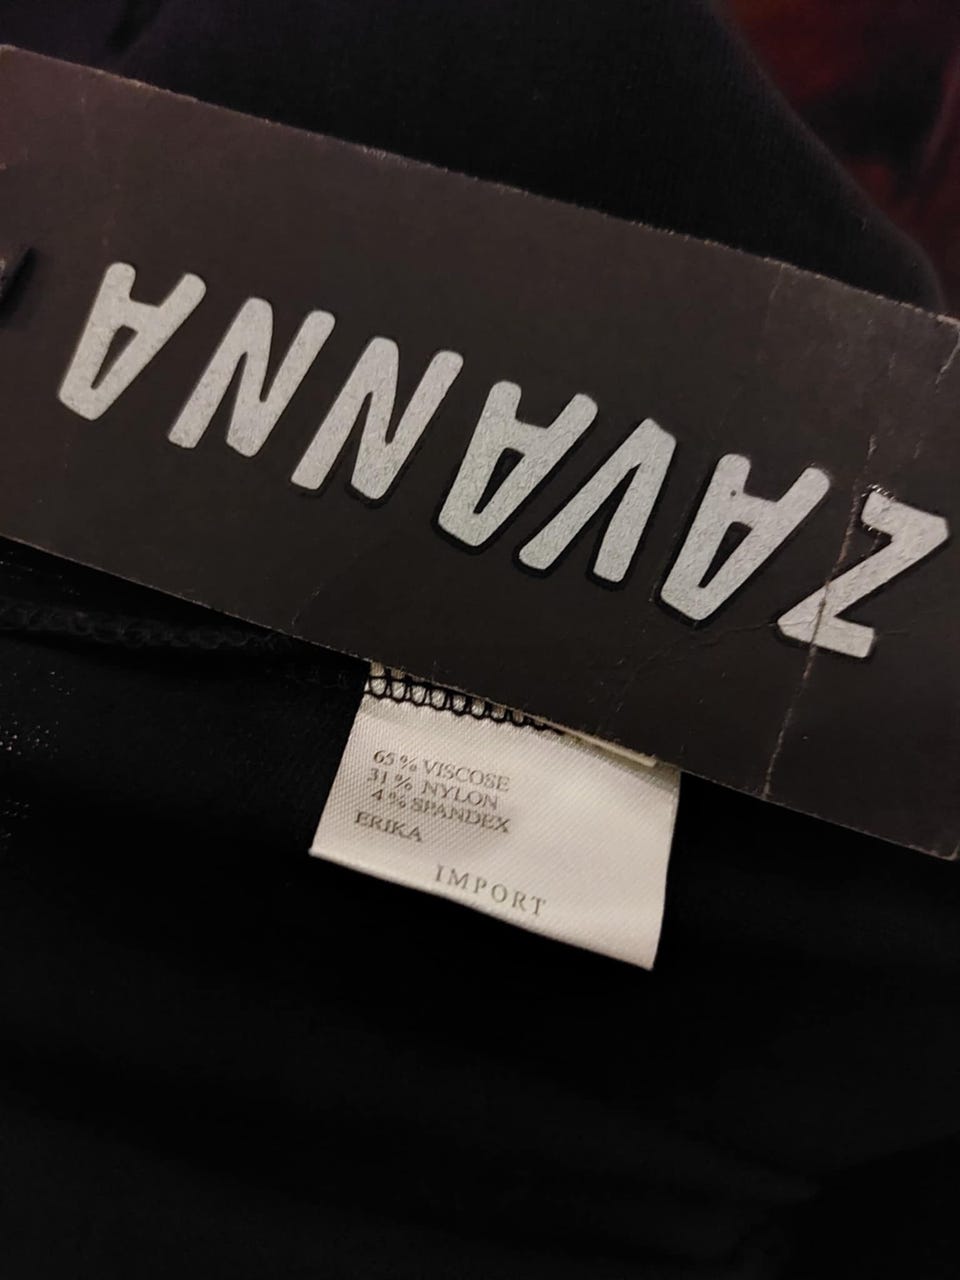 ZAVANNA
65% VISCOSE
31% NYLON
4% SPANDEX
ERIKA
IMPORT